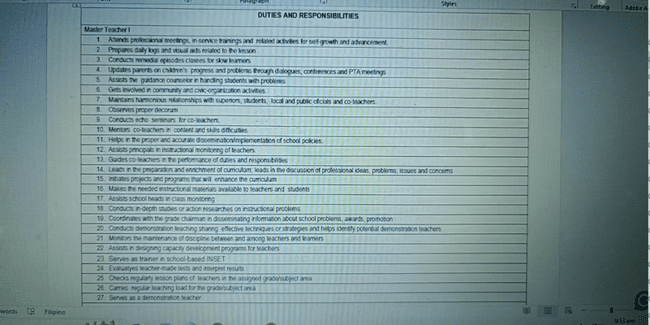 Paragraph
Styles
Editing
Adobe A
DUTIES AND RESPONSIBILITIES
Master Teacher I
1. Attends professional meetings, in service trainings and related activities for self-growth and advancement.
2. Prepares daily logs and visual aids related to the lesson
3. Conducts remedial episodes classes for slow learners
4. Updates parents on children's progress and problems through dialogues, conferences and PTA meetings
5. Assists the guidance counselor in handling students with problems
6. Gets involved in community and civic-organization activities
7. Maintains harmonious relationships with superiors, students, local and public officials and co-teachers.
8. Observes proper decorum
9. Conducts echo seminars for co-teachers.
10. Mentors co-teachers in content and skills difficulties
11. Helps in the proper and accurate dissemination/implementation of school policies.
12. Assists principals in instructional monitoring of teachers.
13. Guides co-teachers in the performance of duties and responsibilities
14. Leads in the preparation and enrichment of curriculum; leads in the discussion of professional ideas, problems, issues and concerns
15. Initiates projects and programs that will enhance the curriculum
16. Makes the needed instructional materials available to teachers and students
17. Assists school heads in class monitoring
18. Conducts in-depth studies or action researches on instructional problems
19. Coordinates with the grade chairman in disseminating information about school problems, awards, promotion
20. Conducts demonstration teaching sharing effective techniques or strategies and helps identify potential demonstration teachers
21. Monitors the maintenance of discipline between and among teachers and learners
22. Assists in designing capacity development programs for teachers
23. Serves as trainer in school-based INSET
24. Evaluatyes teacher-made tests and interpret results
25. Checks regularly lesson plans of teachers in the assigned grade/subject area
26. Carries regular teaching load for the grade/subject area
27. Serves as a demonstration teacher
words
Filipino